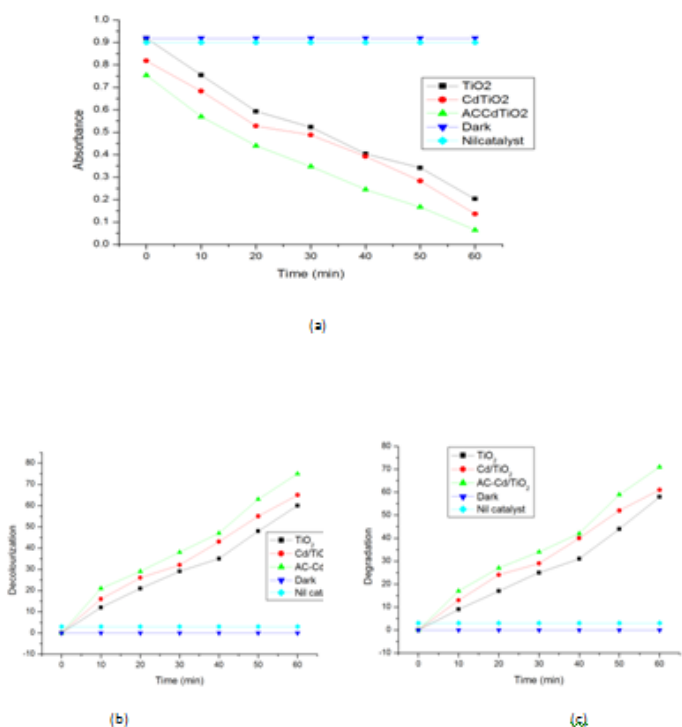 1.0
0.9
0.8
0.7
0.6
0.5
0.4
0.3
0.2
0.1
0.0
Absorbance
TiO2
CdTiO2
ACCdTiO2
Dark
Nilcatalyst
0 10 20 30 40 50 60
Time (min)
(a)
80
70
60
50
40
30
20
10
0
-10
Decolourization
TiO2
Cd/TiO
AC-Cd
Dark
Nil cat
0 10 20 30 40 50 60
Time (min)
(b)
80
70
60
50
40
30
20
10
0
-10
Degradation
TiO2
Cd/TiO2
AC-Cd/TiO2
Dark
Nil catalyst
0 10 20 30 40 50 60
Time (min)
(c)